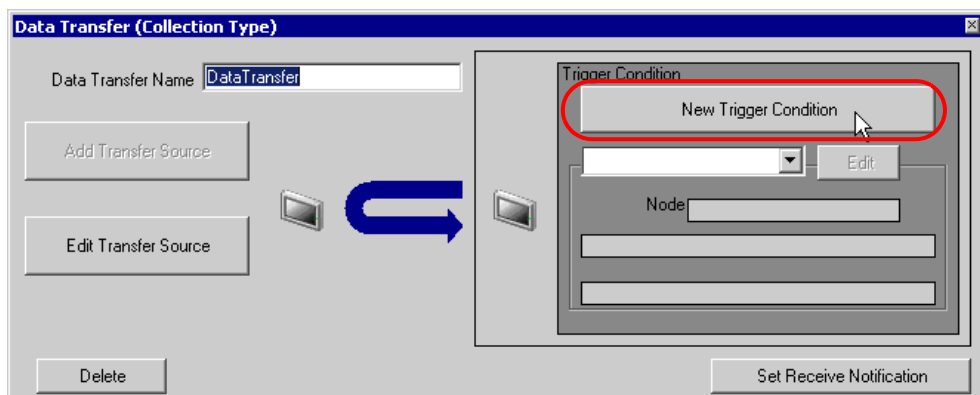 Data Transfer (Collection Type)
Data Transfer Name DataTransfer
Add Transfer Source
Edit Transfer Source
Trigger Condition
New Trigger Condition
Edit
Node
Delete
Set Receive Notification